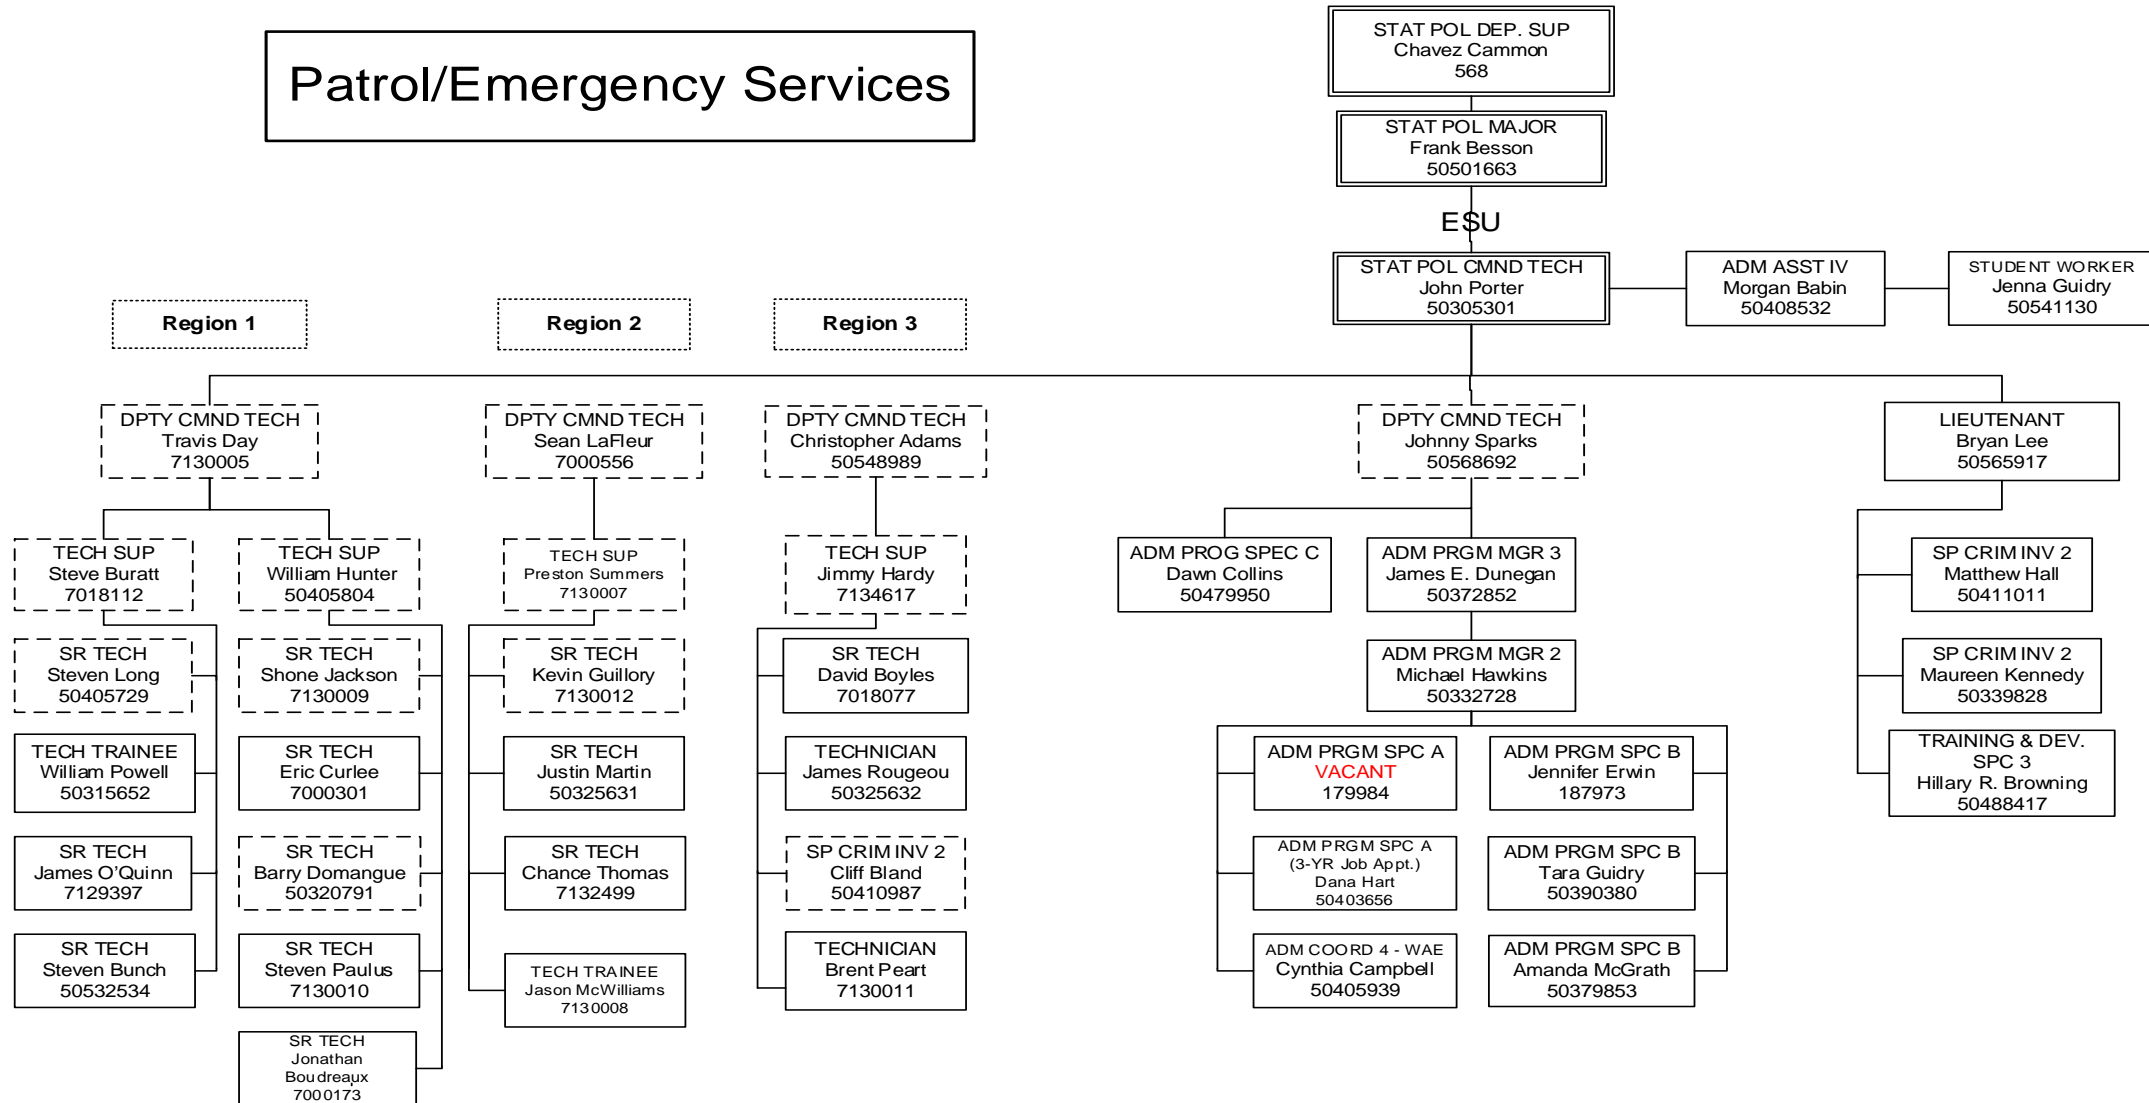 Patrol/Emergency Services
STAT POL DEP. SUP
Chavez Cammon
568
STAT POL MAJOR
Frank Besson
50501663
ESU
STAT POL CMND TECH
John Porter
50305301
ADM ASST IV
Morgan Babin
50408532
STUDENT WORKER
Jenna Guidry
50541130
Region 1
Region 2
Region 3
DPTY CMND TECH
Travis Day
7130005
DPTY CMND TECH
Sean LaFleur
7000556
DPTY CMND TECH
Christopher Adams
50548989
DPTY CMND TECH
Johnny Sparks
50568692
LIEUTENANT
Bryan Lee
50565917
TECH SUP
Steve Buratt
7018112
TECH SUP
William Hunter
50405804
TECH SUP
Preston Summers
7130007
TECH SUP
Jimmy Hardy
7134617
ADM PROG SPEC C
Dawn Collins
50479950
ADM PRGM MGR 3
James E. Dunegan
50372852
SP CRIM INV 2
Matthew Hall
50411011
SR TECH
Steven Long
50405729
SR TECH
Shone Jackson
7130009
SR TECH
Kevin Guillory
7130012
SR TECH
David Boyles
7018077
ADM PRGM MGR 2
Michael Hawkins
50332728
SP CRIM INV 2
Maureen Kennedy
50339828
TECH TRAINEE
William Powell
50315652
SR TECH
Eric Curlee
7000301
SR TECH
Justin Martin
50325631
TECHNICIAN
James Rougeou
50325632
ADM PRGM SPC A
VACANT
179984
ADM PRGM SPC B
Jennifer Erwin
187973
TRAINING & DEV.
SPC 3
Hillary R. Browning
50488417
SR TECH
James O'Quinn
7129397
SR TECH
Barry Domangue
50320791
SR TECH
Chance Thomas
7132499
SP CRIM INV 2
Cliff Bland
50410987
ADM PRGM SPC A
(3-YR Job Appt.)
Dana Hart
50403656
ADM PRGM SPC B
Tara Guidry
50390380
SR TECH
Steven Bunch
50532534
SR TECH
Steven Paulus
7130010
TECH TRAINEE
Jason McWilliams
7130008
TECHNICIAN
Brent Peart
7130011
ADM COORD 4 - WAE
Cynthia Campbell
50405939
ADM PRGM SPC B
Amanda McGrath
50379853
SR TECH
Jonathan
Boudreaux
7000173